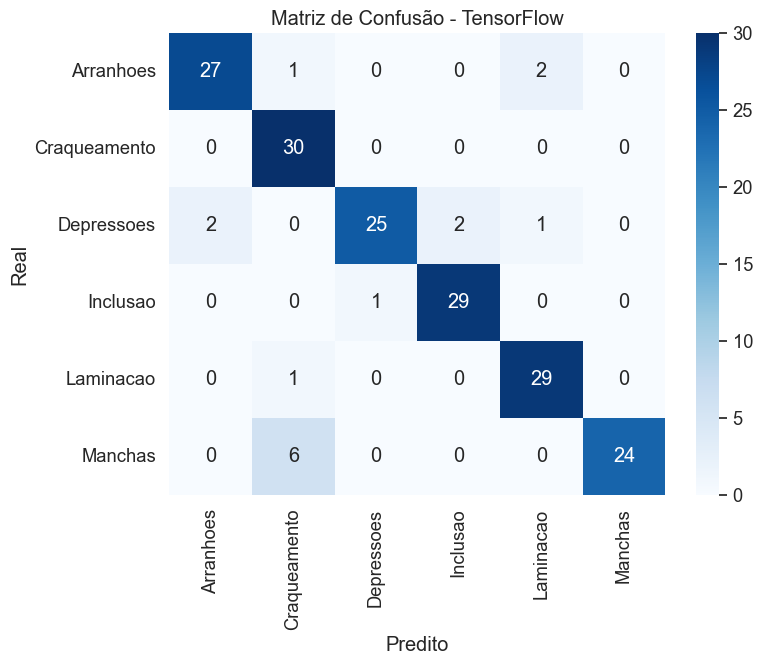 Matriz de Confusão - TensorFlow
Real
Arranhoes 27 1 0 0 2 0
Craqueamento 0 30 0 0 0 0
Depressoes 2 0 25 2 1 0
Inclusao 0 0 1 29 0 0
Laminacao 0 1 0 0 29 0
Manchas 0 6 0 0 0 24
Arranhoes Craqueamento Depressoes Inclusao Laminacao Manchas
Predito
30
25
20
15
10
5
0